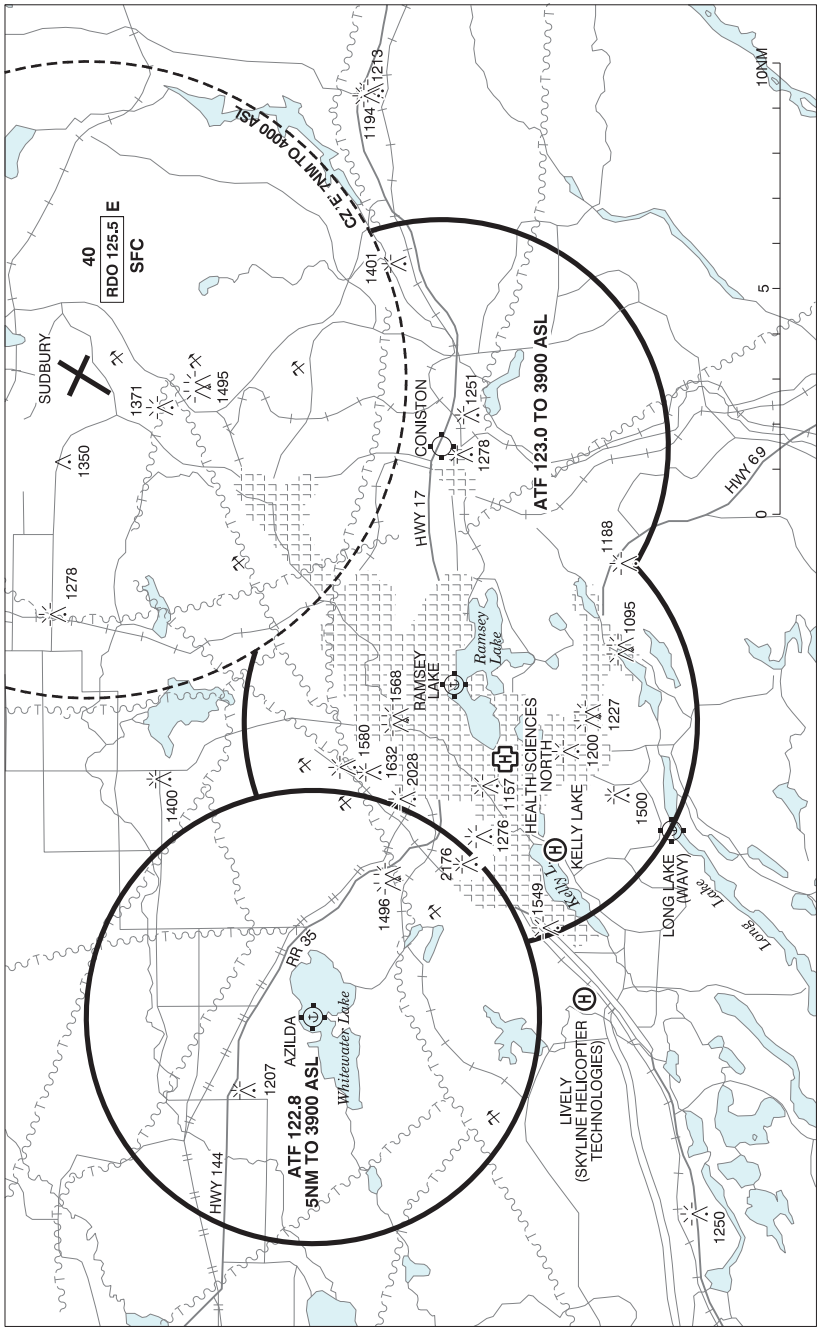 SUDBURY
40
RDO 125.5 E
SFC
CZ 'E' 7NM TO 4000 ASL
1194
1213
1401
1371
1495
1350
1278
1400
CONISTON
1251
1278
HWY 17
ATF 123.0 TO 3900 ASL
HWY 69
1188
1095
RAMSEY
LAKE
Ramsey
Lake
1568
1580
1632
2028
1227
1200
HEALTH SCIENCES
NORTH
1157
1276
2176
1500
KELLY LAKE
Kelly L.
1549
1496
LONG LAKE
(WAVY)
Long
Lake
RR 35
AZILDA
Whitewater Lake
ATF 122.8
5NM TO 3900 ASL
1207
HWY 144
LIVELY
(SKYLINE HELICOPTER
TECHNOLOGIES)
1250
0
5
10NM
H
H
H